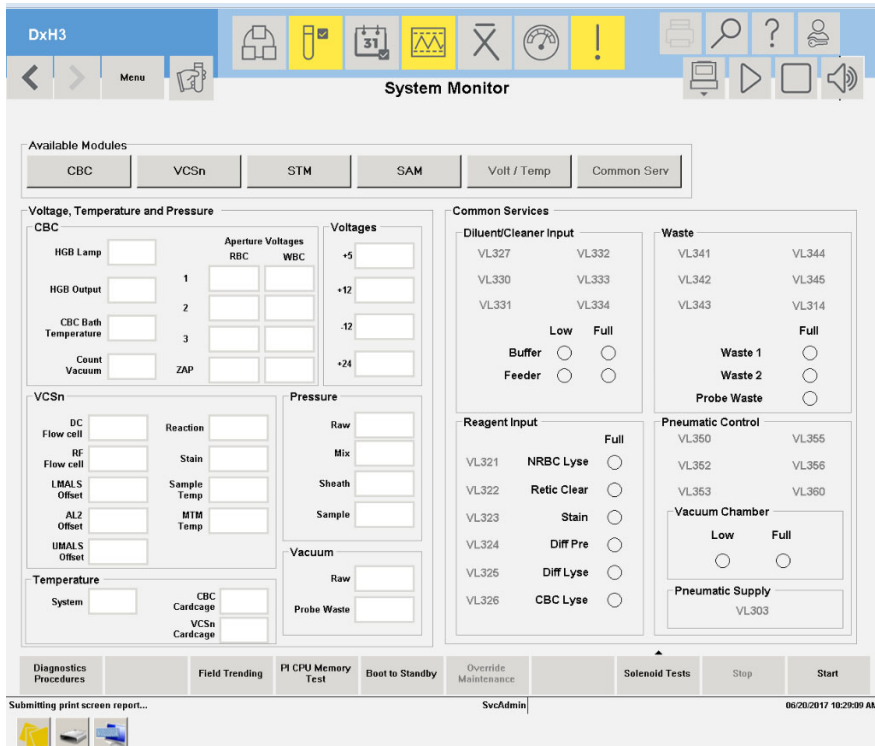 DxH3
31
Menu
System Monitor
Available Modules
CBC VCSn STM SAM Volt / Temp Common Serv
Voltage, Temperature and Pressure
CBC
HGB Lamp
HGB Output
CBC Bath
Temperature
Count
Vacuum
Aperture Voltages
RBC WBC
1
2
3
ZAP
Voltages
+5
+12
-12
+24
VCSn
DC
Flow cell
RF
Flow cell
LMALS
Offset
AL2
Offset
UMALS
Offset
Reaction
Stain
Sample
Temp
MTM
Temp
Pressure
Raw
Mix
Sheath
Sample
Vacuum
Raw
Probe Waste
Temperature
System
CBC
Cardcage
VCSn
Cardcage
Common Services
Diluent/Cleaner Input
VL327 VL332
VL330 VL333
VL331 VL334
Low Full
Buffer
Feeder
Waste
VL341 VL344
VL342 VL345
VL343 VL314
Full
Waste 1
Waste 2
Probe Waste
Reagent Input
Full
VL321 NRBC Lyse
VL322 Retic Clear
VL323 Stain
VL324 Diff Pre
VL325 Diff Lyse
VL326 CBC Lyse
Pneumatic Control
VL350 VL355
VL352 VL356
VL353 VL360
Vacuum Chamber
Low Full
Pneumatic Supply
VL303
Diagnostics
Procedures
Field Trending
PI CPU Memory
Test
Boot to Standby
Override
Maintenance
Solenoid Tests
Stop
Start
Submitting print screen report... SvcAdmin 06/20/2017 10:29:09 AM